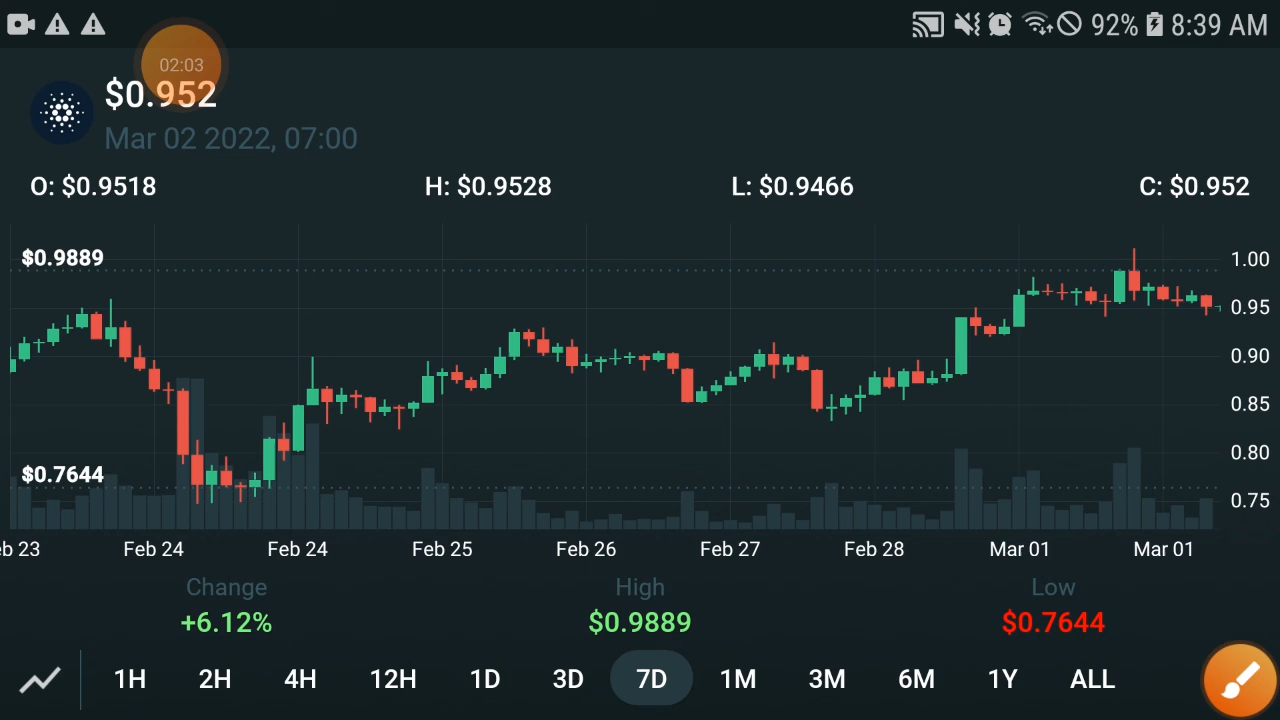 92% 8:39 AM
02:03
$0.952
Mar 02 2022, 07:00
O: $0.9518 H: $0.9528 L: $0.9466 C: $0.952
$0.9889
1.00
0.95
0.90
0.85
0.80
$0.7644
0.75
eb 23 Feb 24 Feb 24 Feb 25 Feb 26 Feb 27 Feb 28 Mar 01 Mar 01
Change High Low
+6.12% $0.9889 $0.7644
1H 2H 4H 12H 1D 3D 7D 1M 3M 6M 1Y ALL